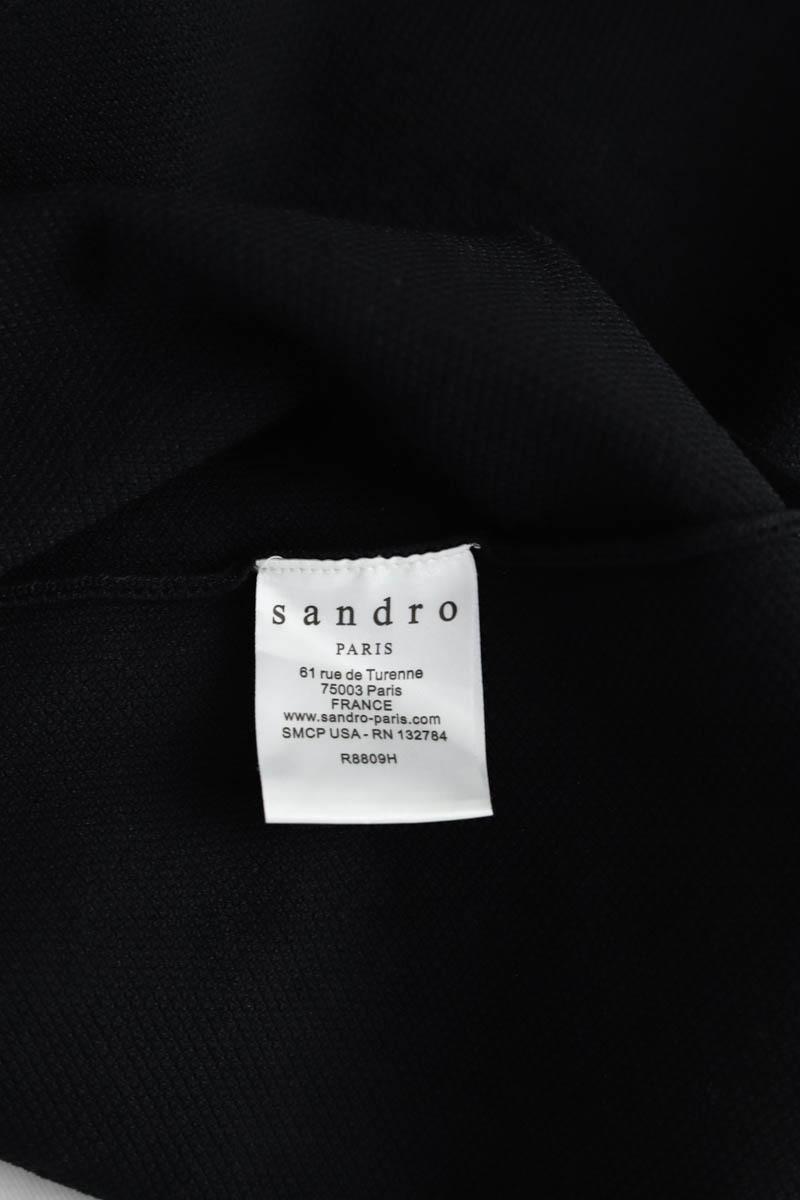 sandro
PARIS
61 rue de Turenne
75003 Paris
FRANCE
www.sandro-paris.com
SMCP USA - RN 132784
R8809H